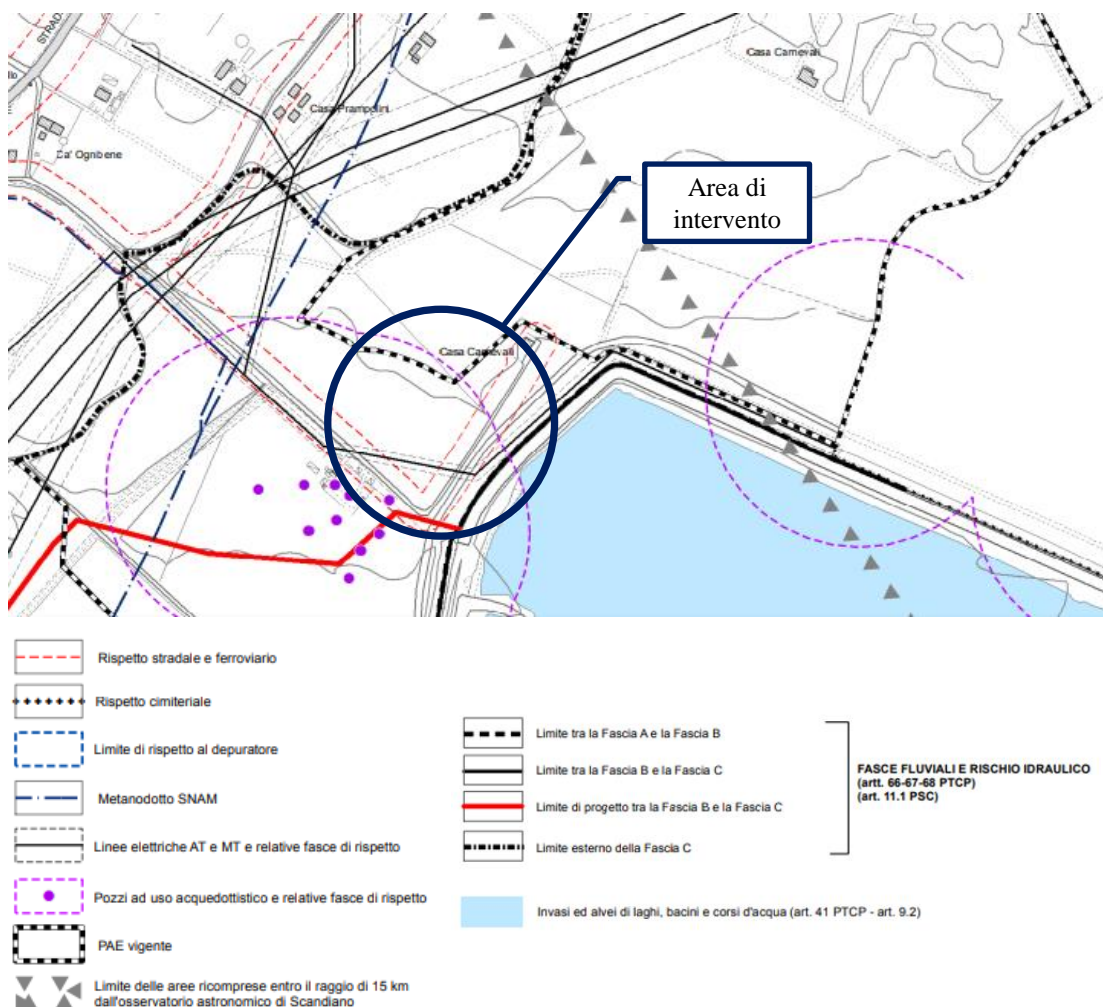 STRADA
Casa Carnevali
Casa Prampolini
Ca' Ognibene
Area di
intervento
Casa Carnevali
Rispetto stradale e ferroviario
Rispetto cimiteriale
Limite di rispetto al depuratore
Metanodotto SNAM
Linee elettriche AT e MT e relative fasce di rispetto
Pozzi ad uso acquedottistico e relative fasce di rispetto
PAE vigente
Limite delle aree ricomprese entro il raggio di 15 km
dall'osservatorio astronomico di Scandiano
Limite tra la Fascia A e la Fascia B
Limite tra la Fascia B e la Fascia C
Limite di progetto tra la Fascia B e la Fascia C
Limite esterno della Fascia C
FASCE FLUVIALI E RISCHIO IDRAULICO
(artt. 66-67-68 PTCP)
(art. 11.1 PSC)
Invasi ed alvei di laghi, bacini e corsi d'acqua (art. 41 PTCP - art. 9.2)